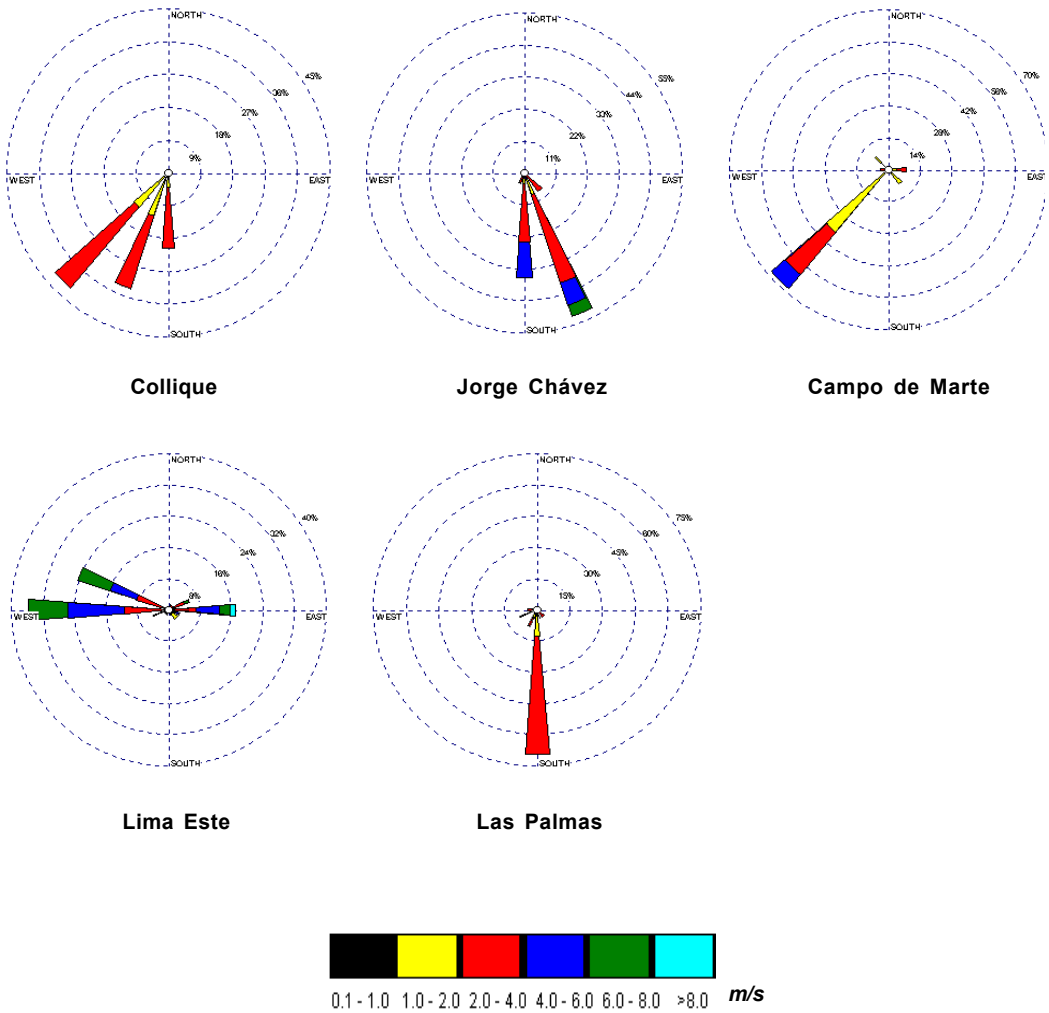 NORTH
45%
36%
27%
18%
9%
WEST
EAST
SOUTH
Collique
NORTH
55%
44%
33%
22%
11%
WEST
EAST
SOUTH
Jorge Chávez
NORTH
70%
56%
42%
28%
14%
WEST
EAST
SOUTH
Campo de Marte
NORTH
40%
32%
24%
16%
8%
WEST
EAST
SOUTH
Lima Este
NORTH
75%
60%
45%
30%
15%
WEST
EAST
SOUTH
Las Palmas
0.1 - 1.0 1.0 - 2.0 2.0 - 4.0 4.0 - 6.0 6.0 - 8.0 >8.0 m/s